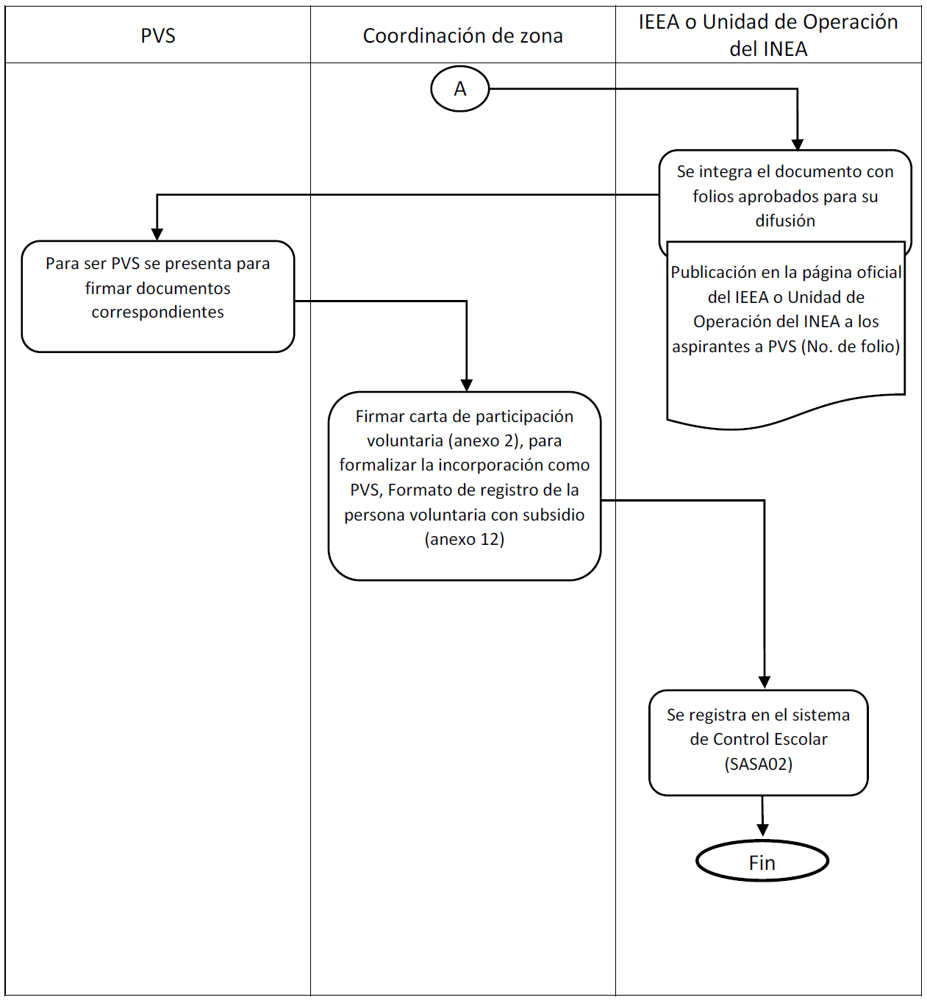 PVS
Coordinación de zona
IEEA o Unidad de Operación
del INEA
A
Se integra el documento con
folios aprobados para su
difusión
Publicación en la página oficial
del IEEA o Unidad de
Operación del INEA a los
aspirantes a PVS (No. de folio)
Para ser PVS se presenta para
firmar documentos
correspondientes
Firmar carta de participación
voluntaria (anexo 2), para
formalizar la incorporación como
PVS, Formato de registro de la
persona voluntaria con subsidio
(anexo 12)
Se registra en el sistema
de Control Escolar
(SASA02)
Fin